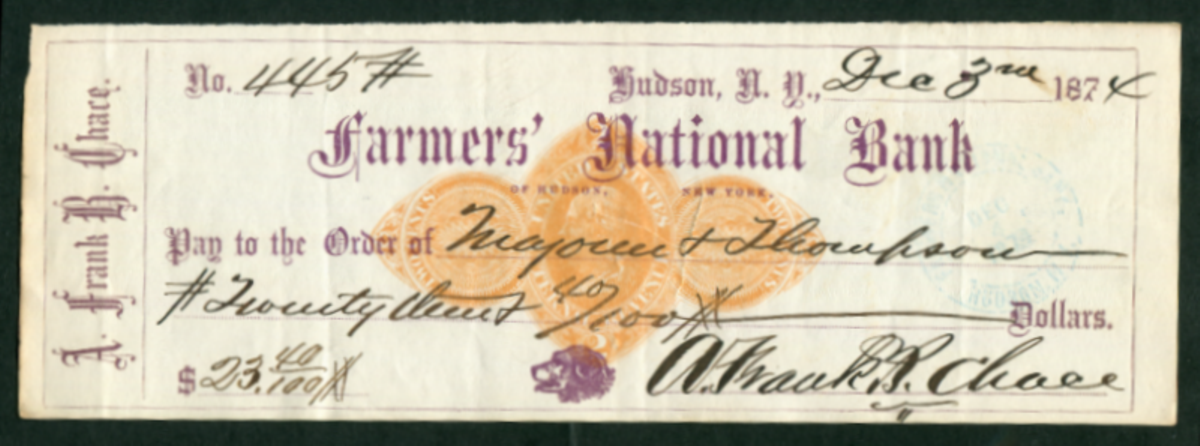 A. Frank B. Chace.
No. 445 #
Hudson, N. Y., Dec 3rd 1874
Farmers' National Bank
OF HUDSON, NEW YORK.
Pay to the Order of & Thompson
# Twenty three & 40/100 # Dollars.
$ 23.40/100 #
A. Frank B. Chace